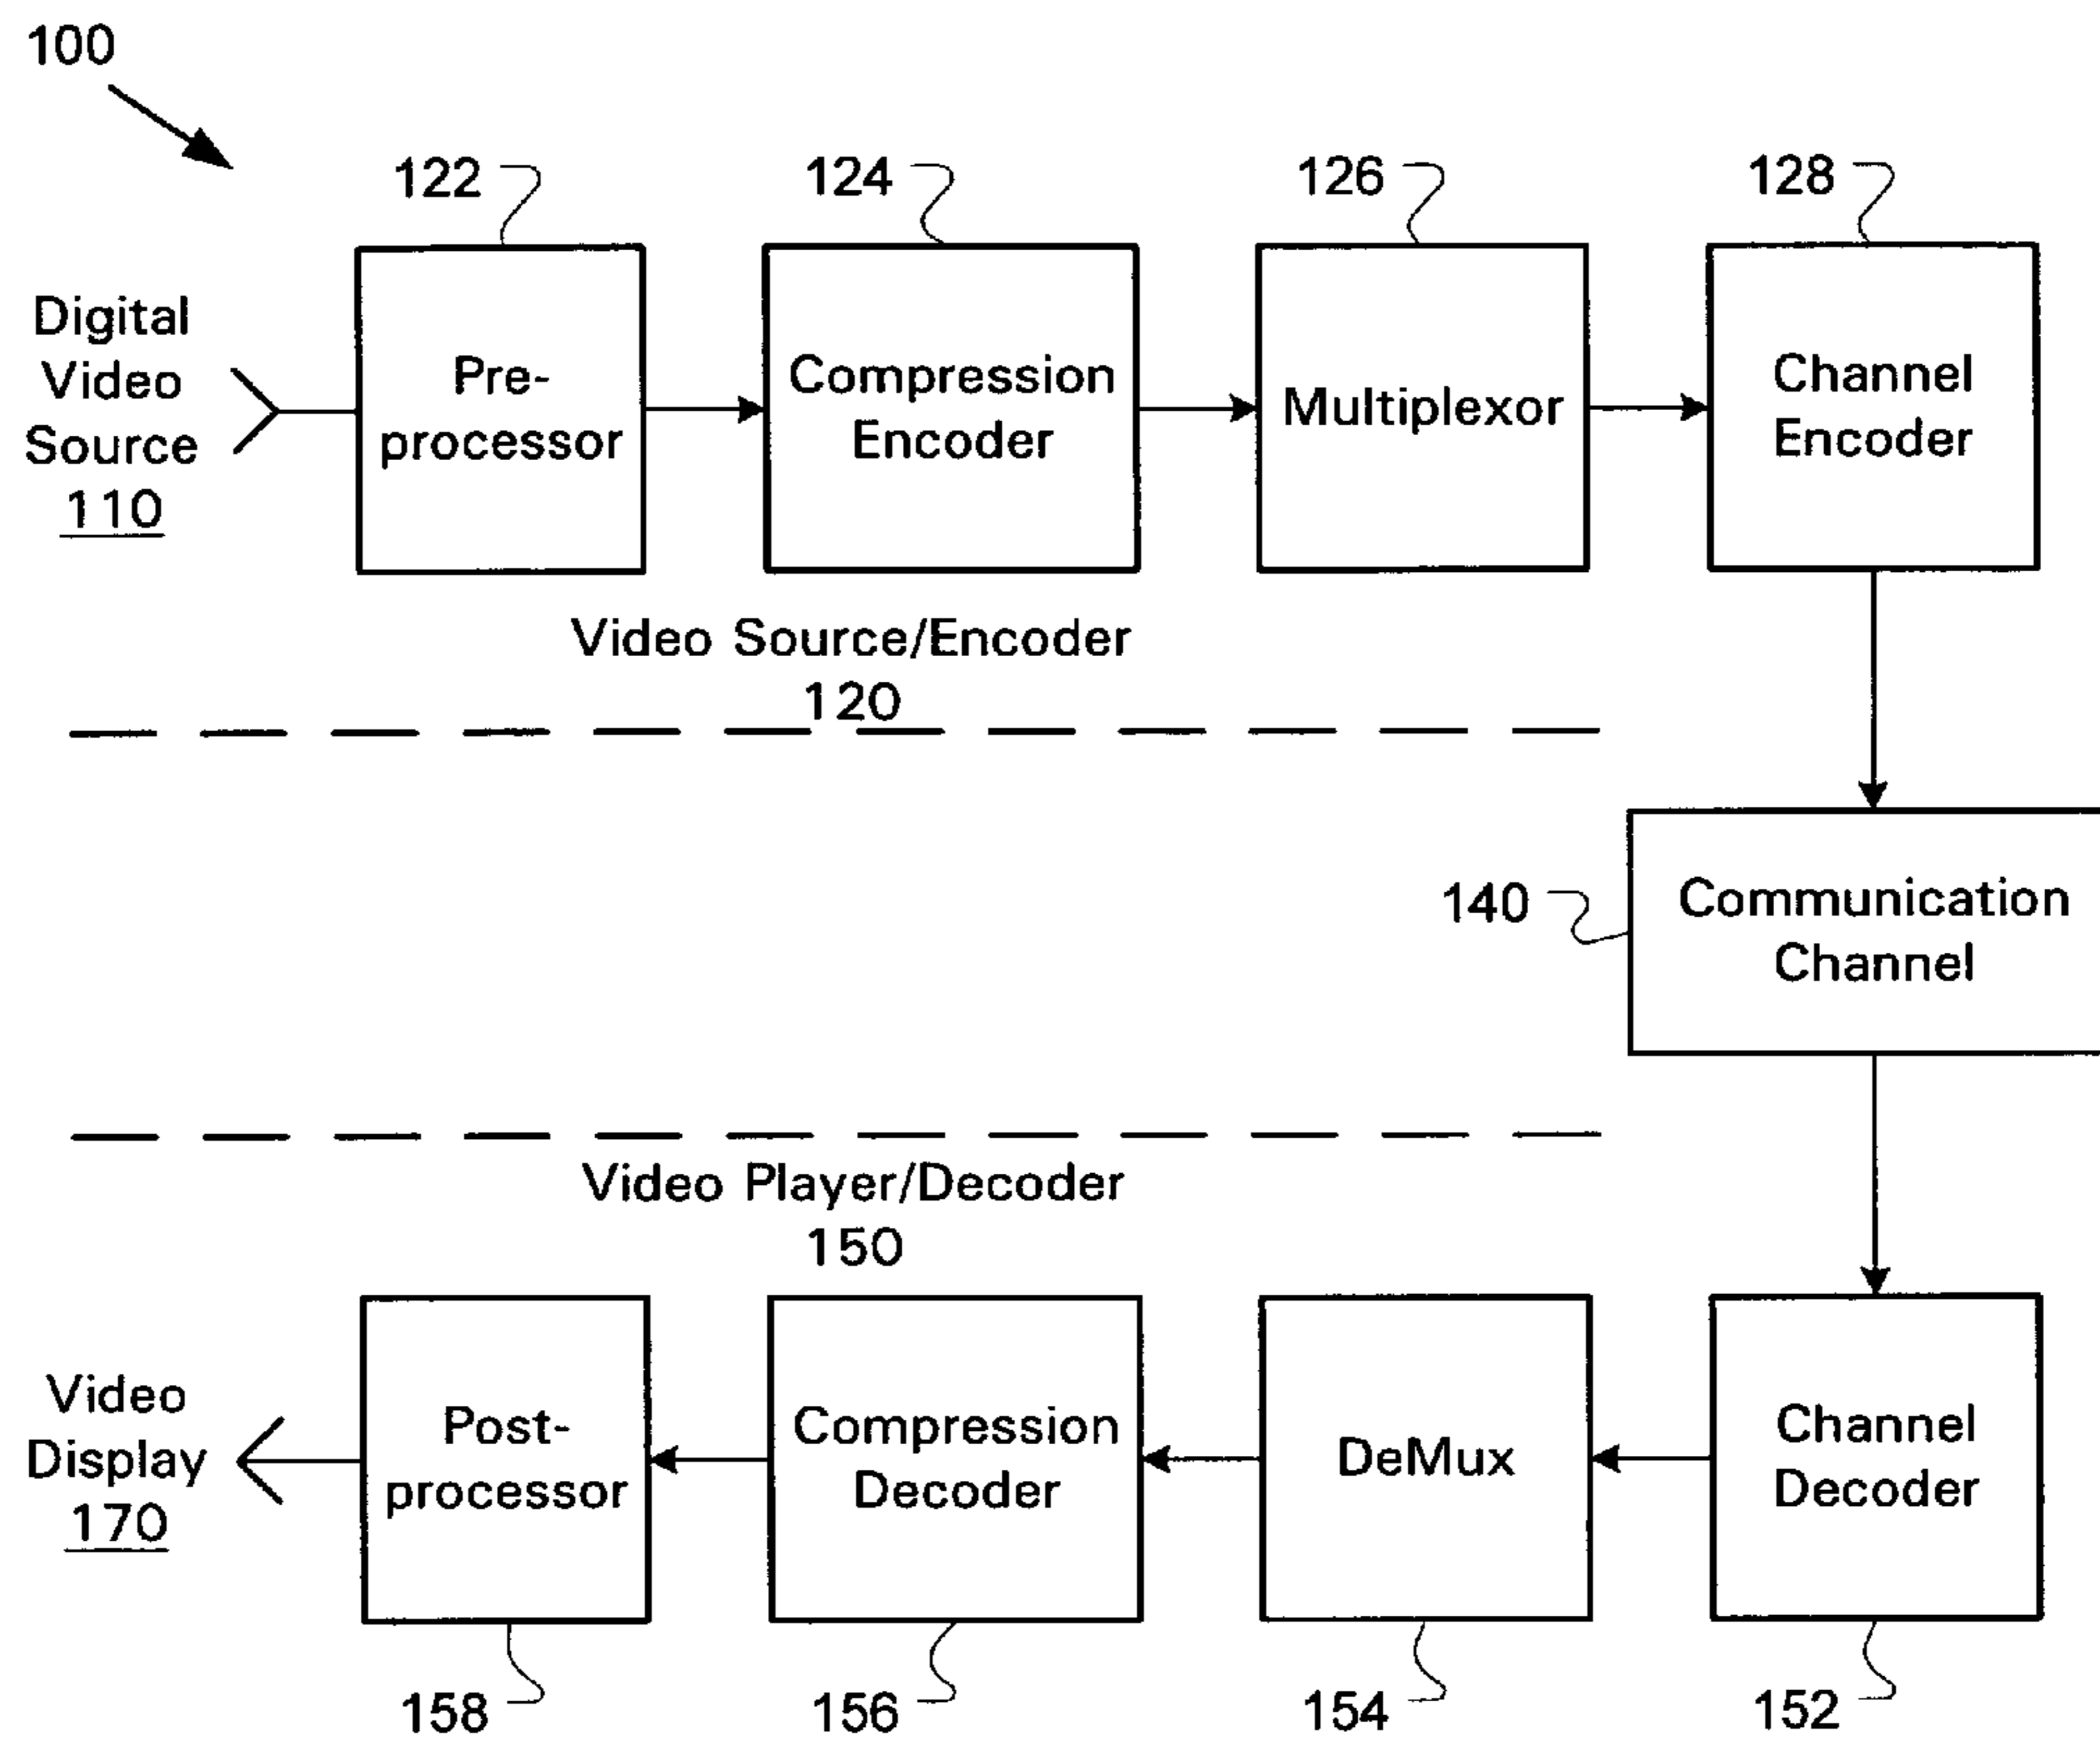 100
122
124
126
128
Digital
Video
Source
110
Pre-
processor
Compression
Encoder
Multiplexor
Channel
Encoder
Video Source/Encoder
120
140
Communication
Channel
Video Player/Decoder
150
Video
Display
170
Post-
processor
Compression
Decoder
DeMux
Channel
Decoder
158
156
154
152